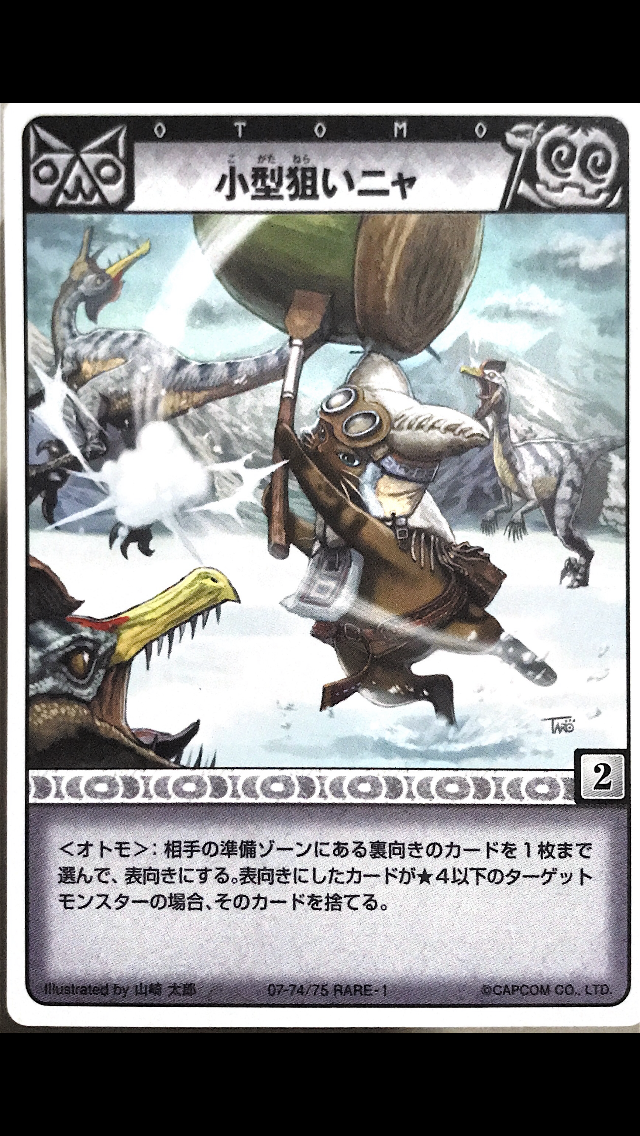 OTOMO
こ がた ねら
小型狙いニャ
TARO
2
<オトモ>：相手の準備ゾーンにある裏向きのカードを1枚まで
選んで、表向きにする。表向きにしたカードが★4以下のターゲット
モンスターの場合、そのカードを捨てる。
Illustrated by 山崎 太郎 07-74/75 RARE-1 ©CAPCOM CO., LTD.